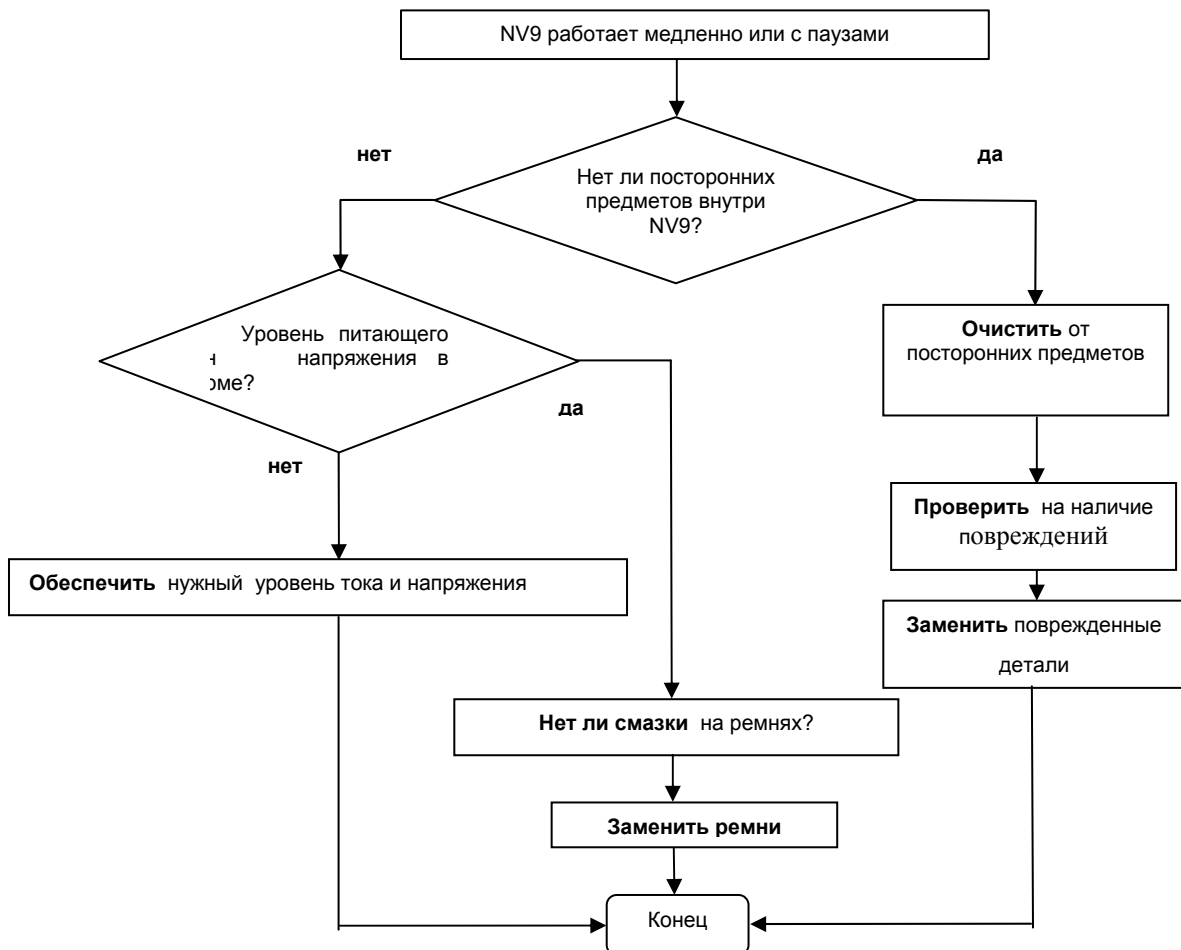 NV9 работает медленно или с паузами
нет
да
Нет ли посторонних
предметов внутри
NV9?
Уровень питающего
напряжения в
оме?
да
нет
Очистить от
посторонних предметов
Проверить на наличие
повреждений
Обеспечить нужный уровень тока и напряжения
Заменить поврежденные
детали
Нет ли смазки на ремнях?
Заменить ремни
Конец